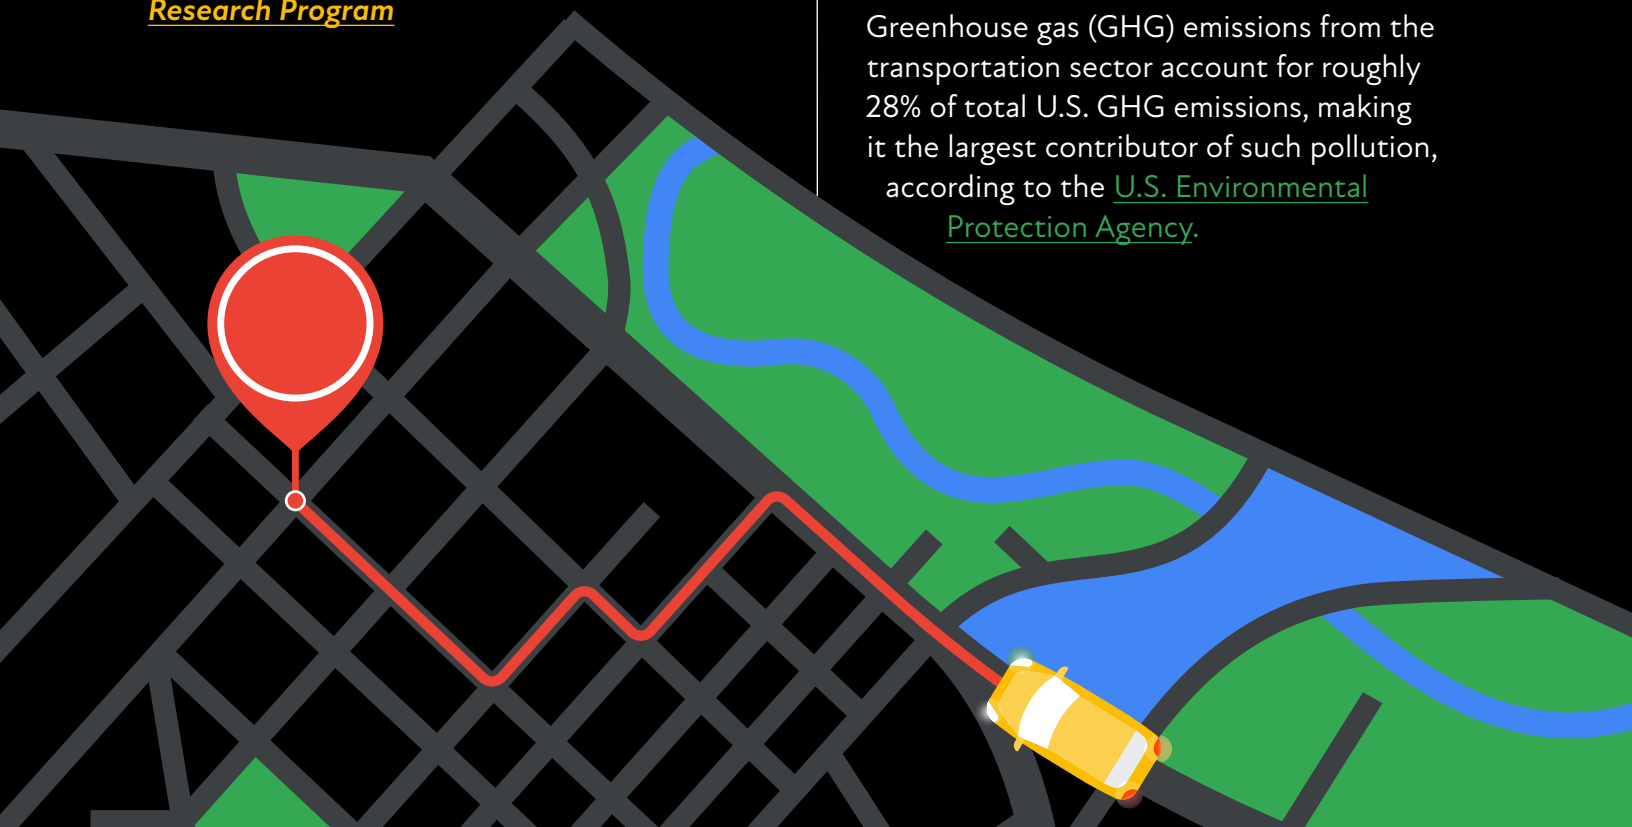 Research Program
Greenhouse gas (GHG) emissions from the
transportation sector account for roughly
28% of total U.S. GHG emissions, making
it the largest contributor of such pollution,
according to the U.S. Environmental
Protection Agency.